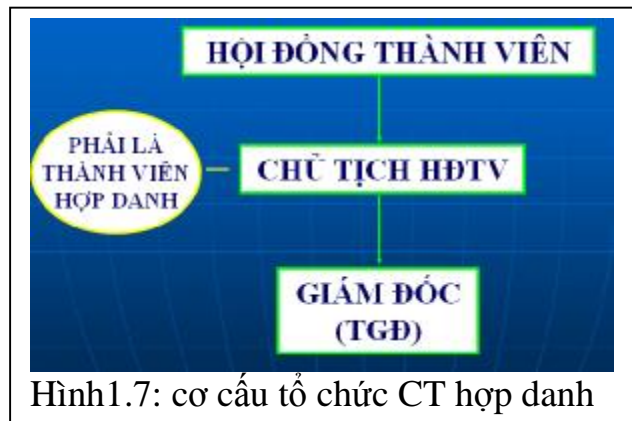 HỘI ĐỒNG THÀNH VIÊN
PHẢI LÀ
THÀNH VIÊN
HỢP DANH
CHỦ TỊCH HĐTV
GIÁM ĐỐC
(TGĐ)
Hình1.7: cơ cấu tổ chức CT hợp danh